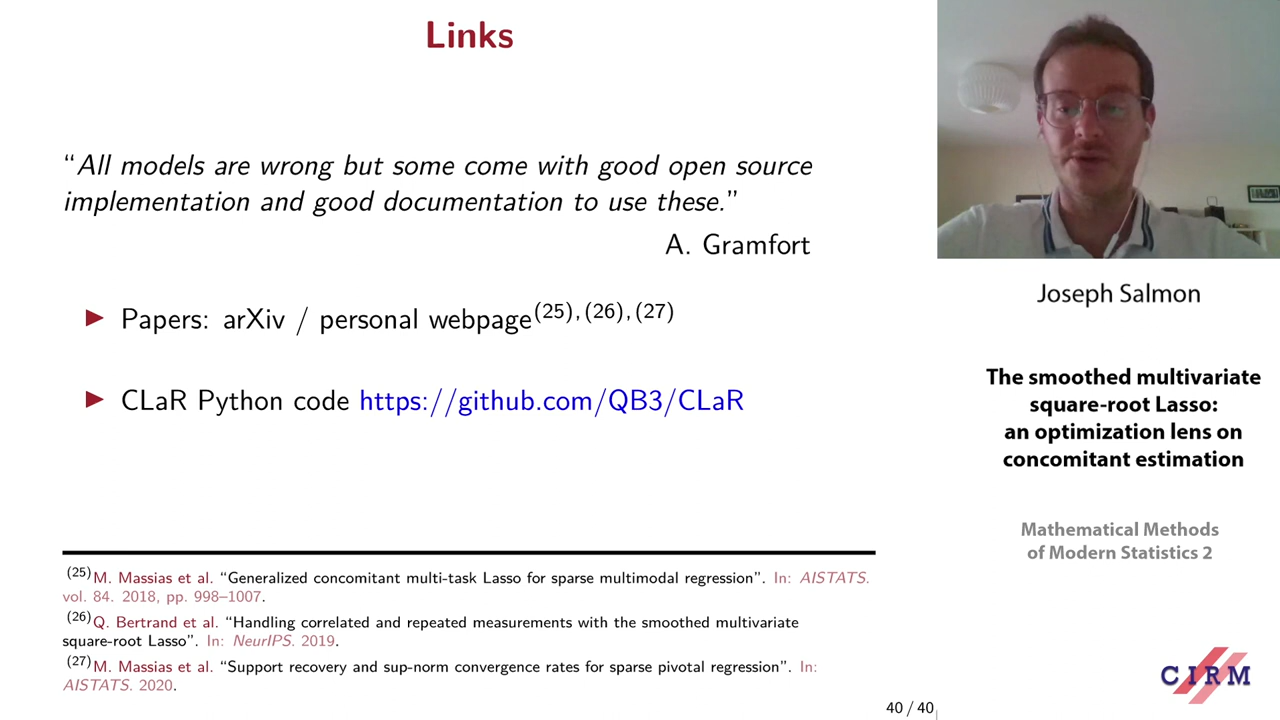 Links
“All models are wrong but some come with good open source
implementation and good documentation to use these.”
A. Gramfort
▶ Papers: arXiv / personal webpage(25),(26),(27)
▶ CLaR Python code https://github.com/QB3/CLaR
(25)M. Massias et al. “Generalized concomitant multi-task Lasso for sparse multimodal regression”. In: AISTATS.
vol. 84. 2018, pp. 998–1007.
(26)Q. Bertrand et al. “Handling correlated and repeated measurements with the smoothed multivariate
square-root Lasso”. In: NeurIPS. 2019.
(27)M. Massias et al. “Support recovery and sup-norm convergence rates for sparse pivotal regression”. In:
AISTATS. 2020.
40 / 40
Joseph Salmon
The smoothed multivariate
square-root Lasso:
an optimization lens on
concomitant estimation
Mathematical Methods
of Modern Statistics 2
CIRM